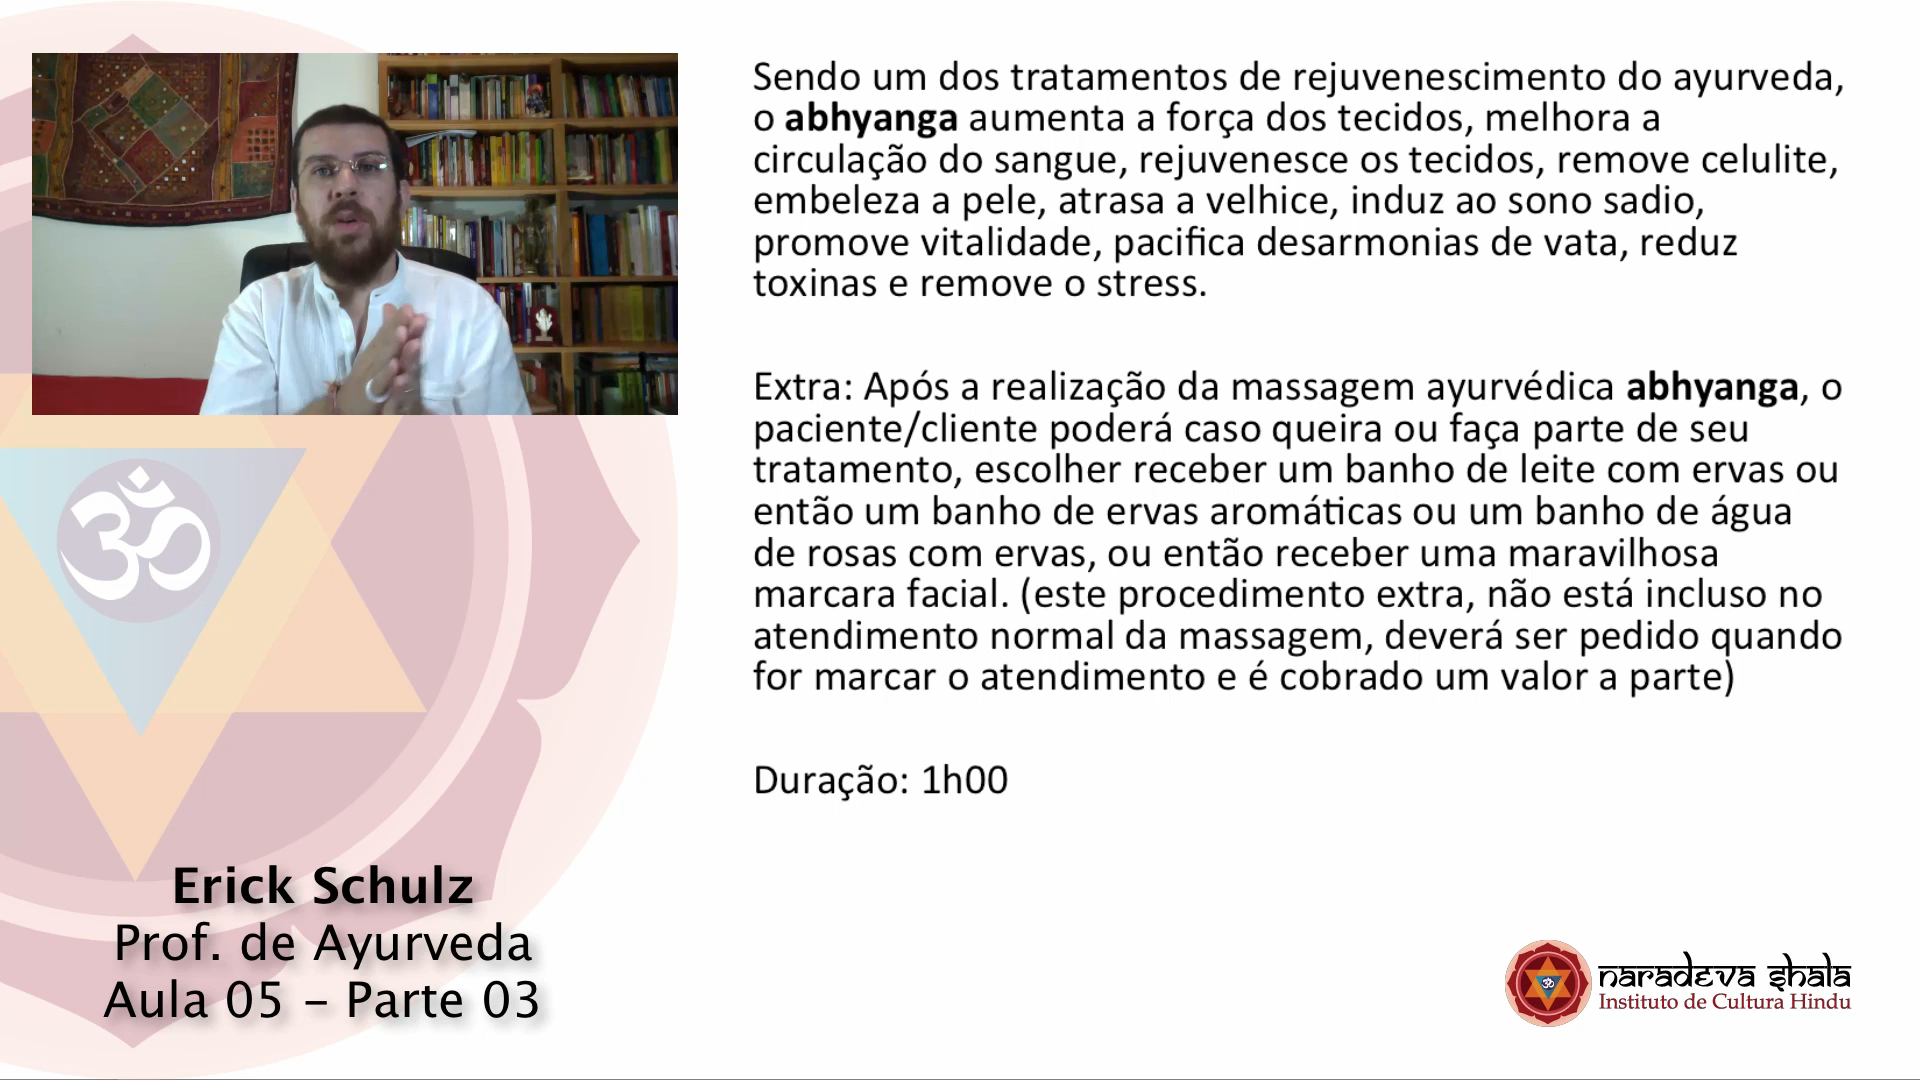 Sendo um dos tratamentos de rejuvenescimento do ayurveda,
o abhyanga aumenta a força dos tecidos, melhora a
circulação do sangue, rejuvenesce os tecidos, remove celulite,
embeleza a pele, atrasa a velhice, induz ao sono sadio,
promove vitalidade, pacifica desarmonias de vata, reduz
toxinas e remove o stress.
Extra: Após a realização da massagem ayurvédica abhyanga, o
paciente/cliente poderá caso queira ou faça parte de seu
tratamento, escolher receber um banho de leite com ervas ou
então um banho de ervas aromáticas ou um banho de água
de rosas com ervas, ou então receber uma maravilhosa
marcara facial. (este procedimento extra, não está incluso no
atendimento normal da massagem, deverá ser pedido quando
for marcar o atendimento e é cobrado um valor a parte)
Duração: 1h00
ॐ
Erick Schulz
Prof. de Ayurveda
Aula 05 – Parte 03
ॐ
naradeva shala
Instituto de Cultura Hindu